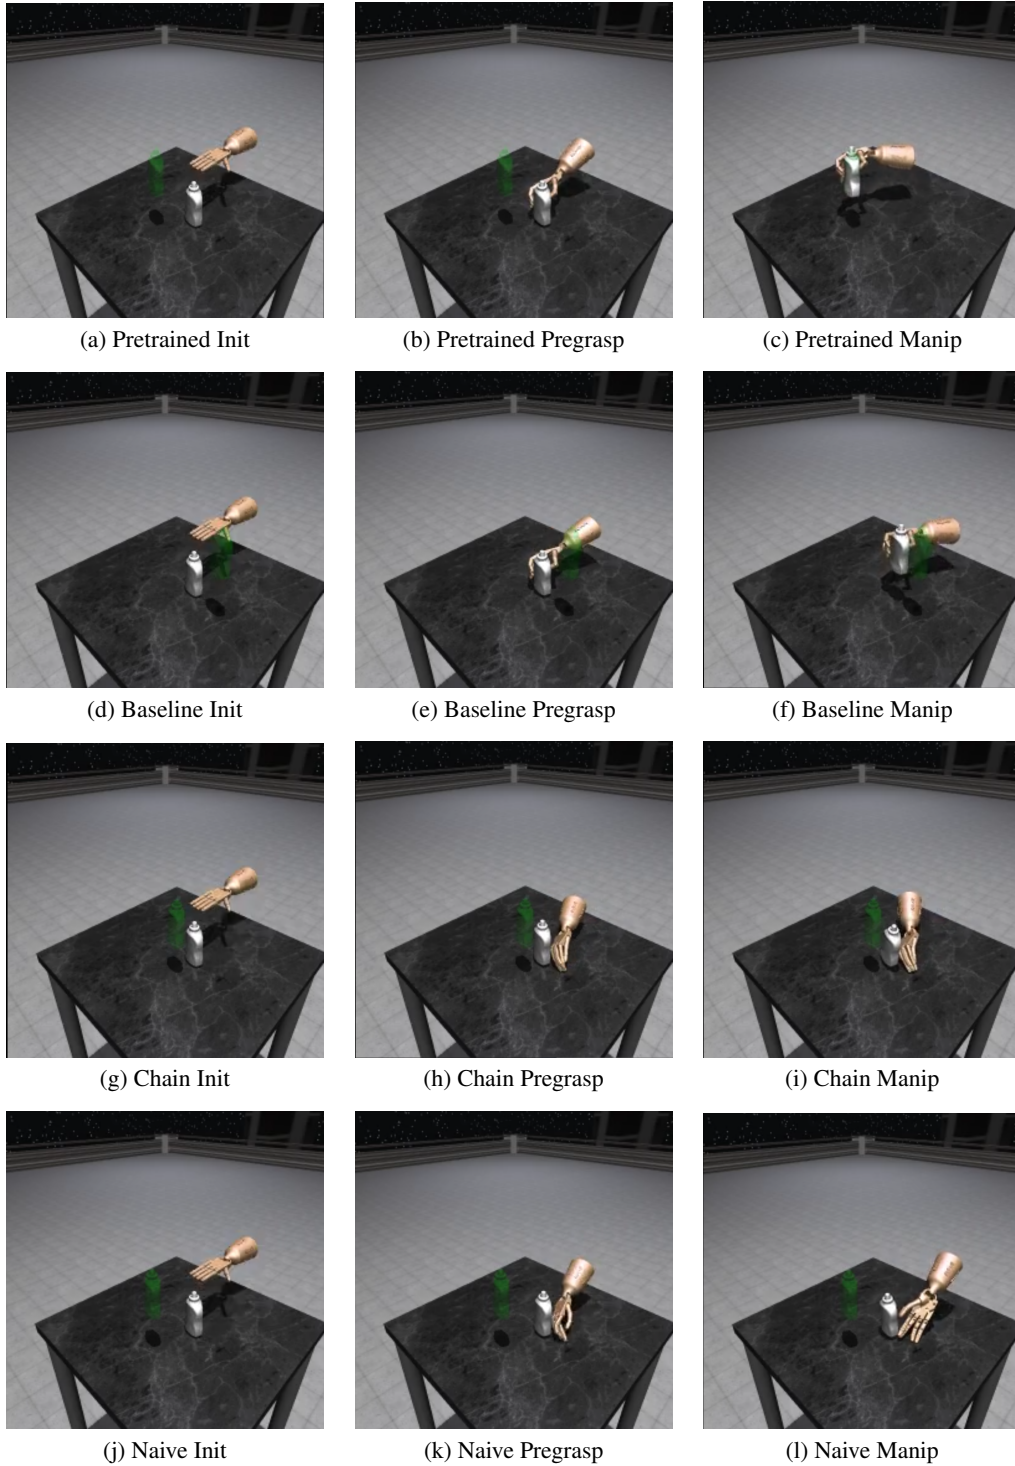 (a) Pretrained Init
(b) Pretrained Pregrasp
(c) Pretrained Manip
(d) Baseline Init
(e) Baseline Pregrasp
(f) Baseline Manip
(g) Chain Init
(h) Chain Pregrasp
(i) Chain Manip
(j) Naive Init
(k) Naive Pregrasp
(l) Naive Manip